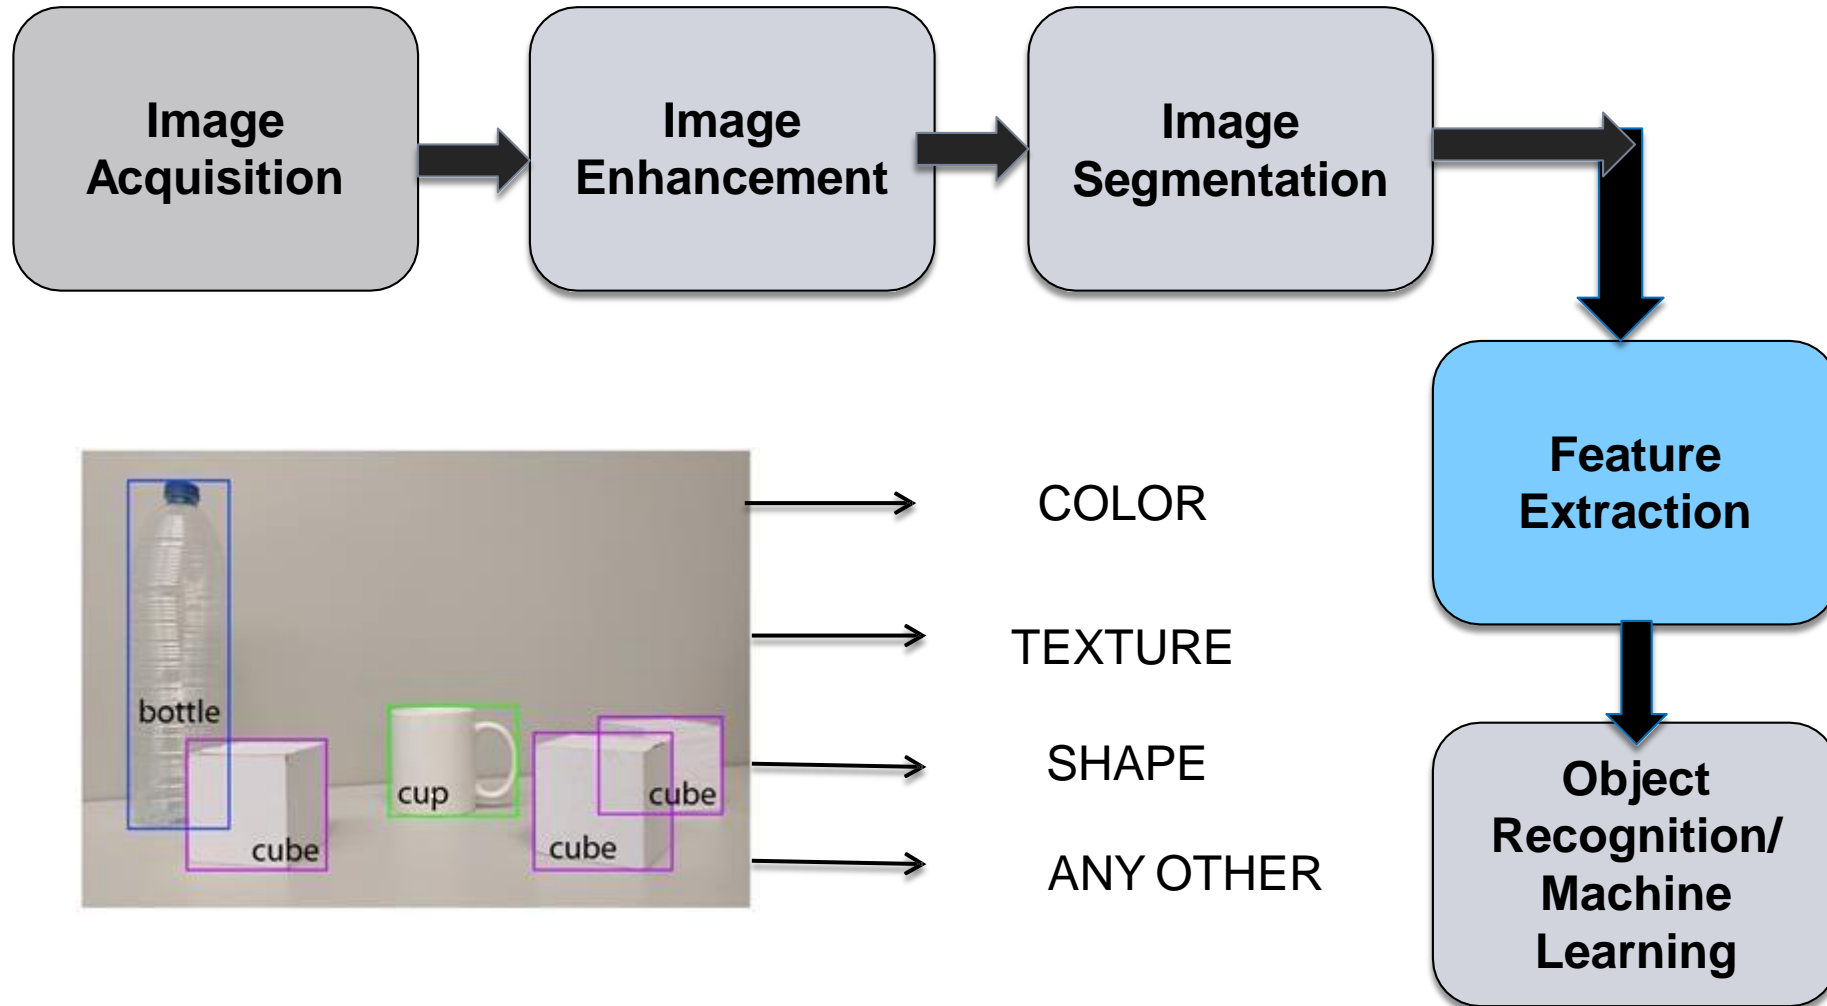 Image
Acquisition
Image
Enhancement
Image
Segmentation
Feature
Extraction
Object
Recognition/
Machine
Learning
COLOR
TEXTURE
SHAPE
ANY OTHER
bottle
cube
cup
cube
cube